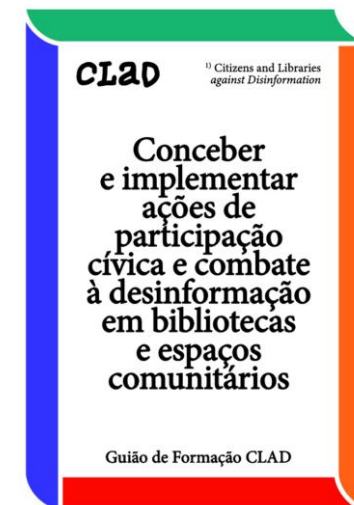 CLaD
¹⁾ Citizens and Libraries
against Disinformation
Conceber
e implementar
ações de
participação
cívica e combate
à desinformação
em bibliotecas
e espaços
comunitários
Guião de Formação CLAD